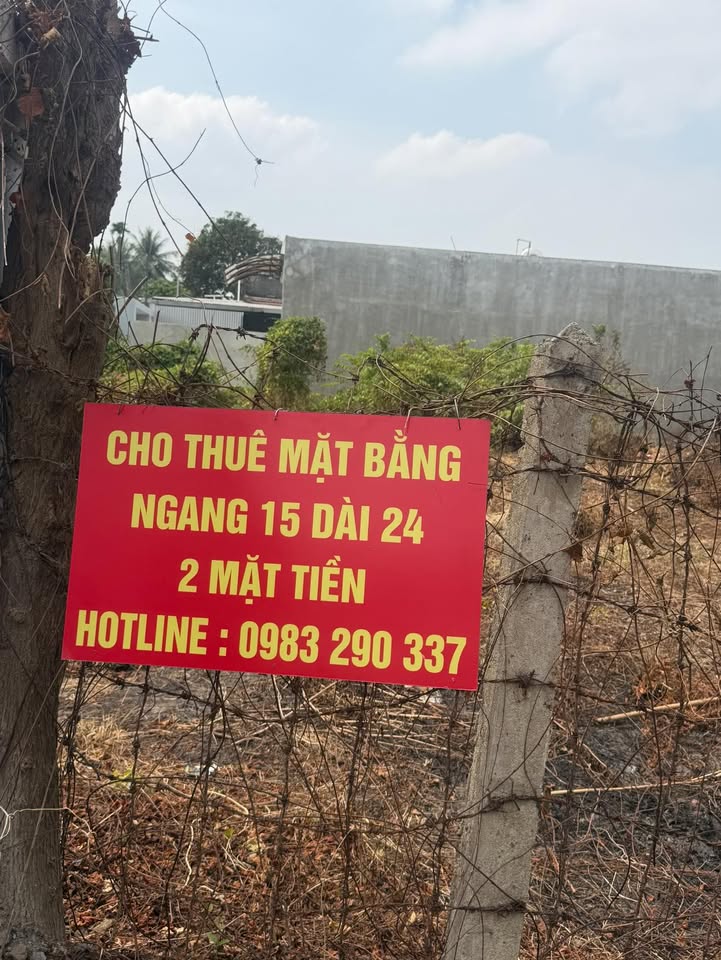 CHO THUÊ MẶT BẰNG
NGANG 15 DÀI 24
2 MẶT TIỀN
HOTLINE : 0983 290 337